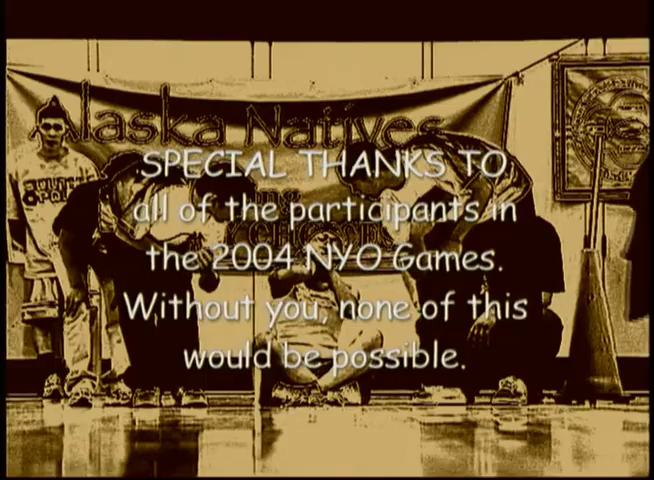 Alaska Natives
SPECIAL THANKS TO
all of the participants in
the 2004 NYO Games.
Without you, none of this
would be possible.